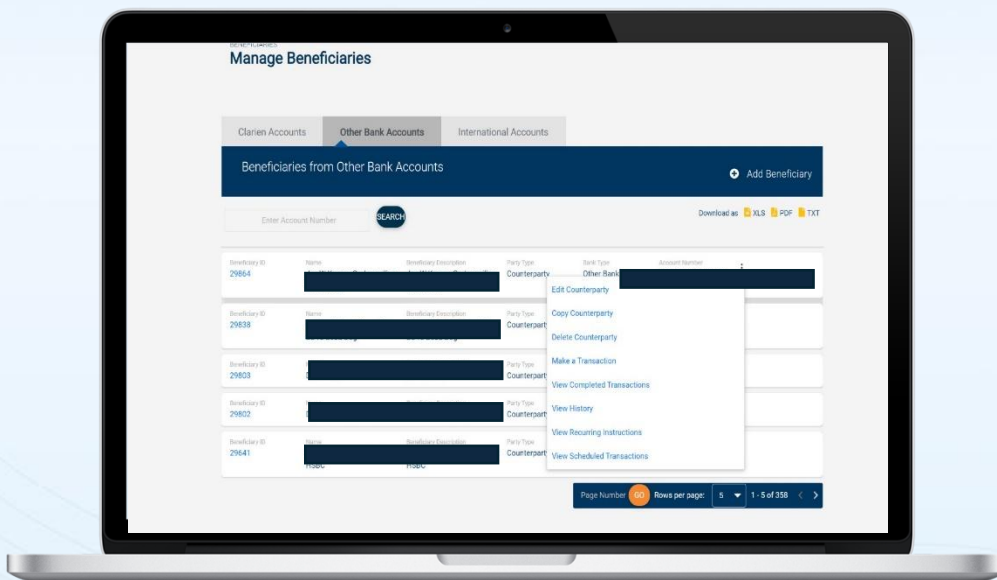 BENEFICIARIES
Manage Beneficiaries
Clarien Accounts Other Bank Accounts International Accounts
Beneficiaries from Other Bank Accounts Add Beneficiary
Enter Account Number SEARCH Download as XLS PDF TXT
Beneficiary ID Name Beneficiary Description Party Type Bank Type Account Number
29864 Counterparty Other Bank
Edit Counterparty
Beneficiary ID Name Beneficiary Description Party Type Copy Counterparty
29838 Counterpart
Delete Counterparty
Beneficiary ID Party Type Make a Transaction
29803 Counterpart
View Completed Transactions
Beneficiary ID Party Type
29802 Counterpart View History
View Recurring Instructions
Beneficiary ID Name Beneficiary Description Party Type
29641 Counterpart View Scheduled Transactions
HSBC HSBC
Page Number GO Rows per page: 5 1 - 5 of 358